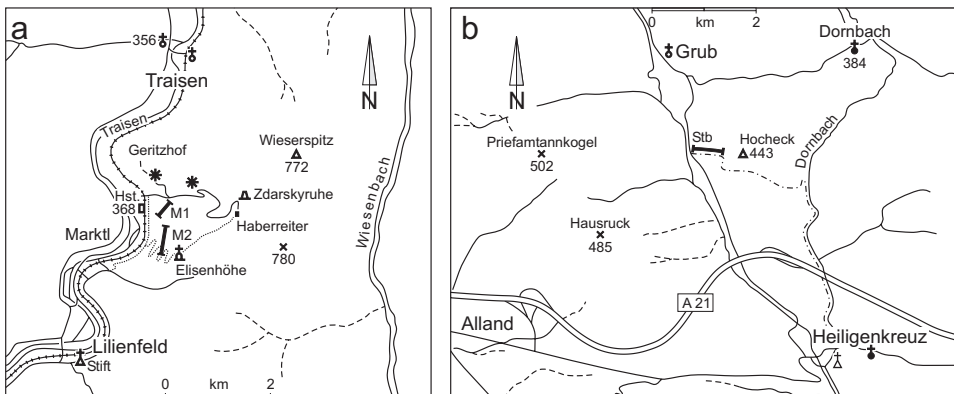 a
356
Traisen
Traisen
N
Wieserspitz
772
Geritzhof
Wiesenbach
Zdarskyruhe
Hst.
368
M1
Haberreiter
Marktl
M2
780
Elisenhöhe
Lilienfeld
Stift
0 km 2
b
0 km 2
Grub
Dornbach
384
N
Stb
Hocheck
443
Dornbach
Priefamtannkogel
502
Hausruck
485
A 21
Alland
Heiligenkreuz